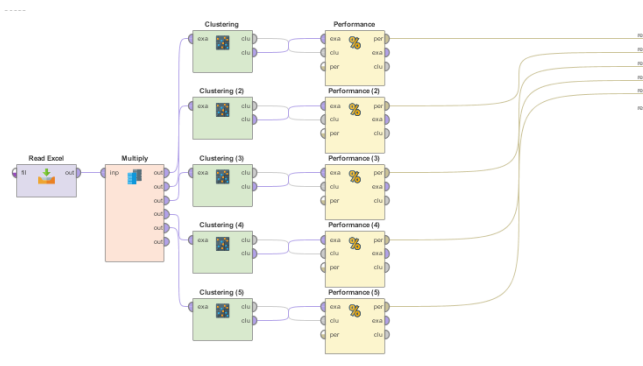 Clustering
Performance
exa clu exa per
clu clu exa
per clu
Clustering (2)
Performance (2)
exa clu exa per
clu clu exa
per clu
Read Excel
Multiply
Clustering (3)
Performance (3)
fil out inp out exa clu exa per
out clu clu exa
out per clu
out
out
out
Clustering (4)
Performance (4)
exa clu exa per
clu clu exa
per clu
Clustering (5)
Performance (5)
exa clu exa per
clu clu exa
per clu